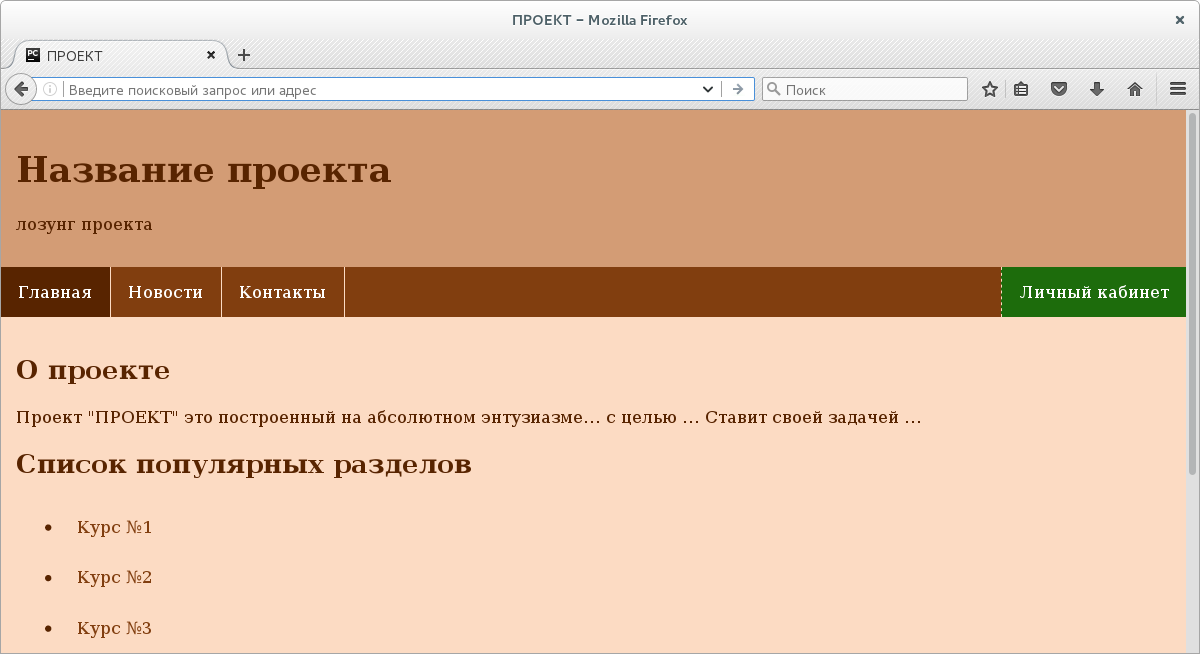 ПРОЕКТ – Mozilla Firefox
PC ПРОЕКТ
Введите поисковый запрос или адрес
Поиск
Название проекта
лозунг проекта
Главная Новости Контакты Личный кабинет
О проекте
Проект "ПРОЕКТ" это построенный на абсолютном энтузиазме... с целью ... Ставит своей задачей ...
Список популярных разделов
• Курс №1
• Курс №2
• Курс №3